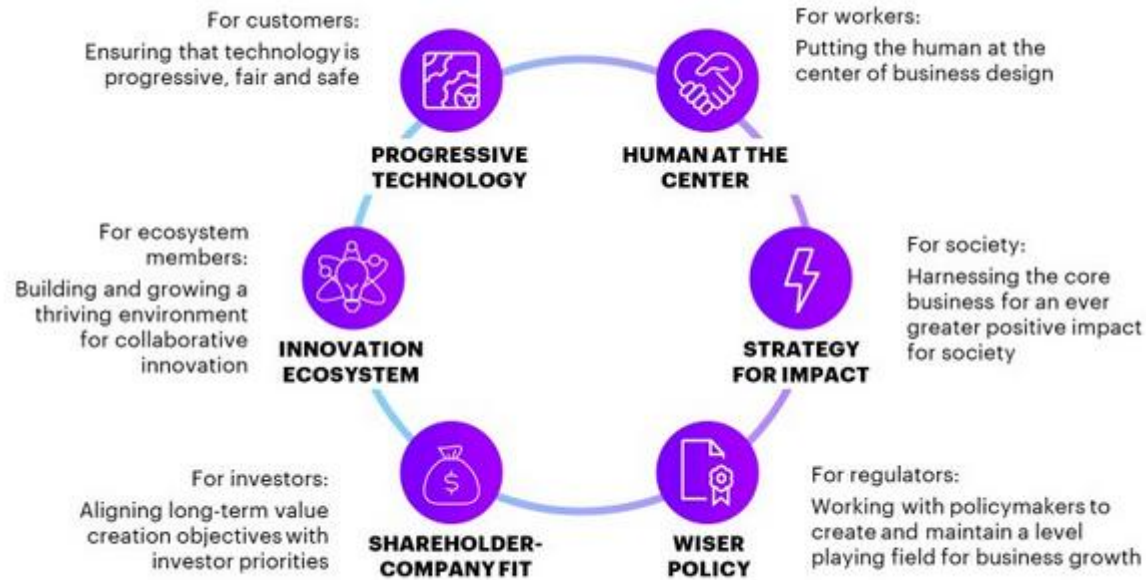 For customers:
Ensuring that technology is
progressive, fair and safe
PROGRESSIVE
TECHNOLOGY
For workers:
Putting the human at the
center of business design
HUMAN AT THE
CENTER
For ecosystem
members:
Building and growing a
thriving environment
for collaborative
innovation
INNOVATION
ECOSYSTEM
For society:
Harnessing the core
business for an ever
greater positive impact
for society
STRATEGY
FOR IMPACT
For investors:
Aligning long-term value
creation objectives with
investor priorities
$
SHAREHOLDER-
COMPANY FIT
For regulators:
Working with policymakers to
create and maintain a level
playing field for business growth
WISER
POLICY